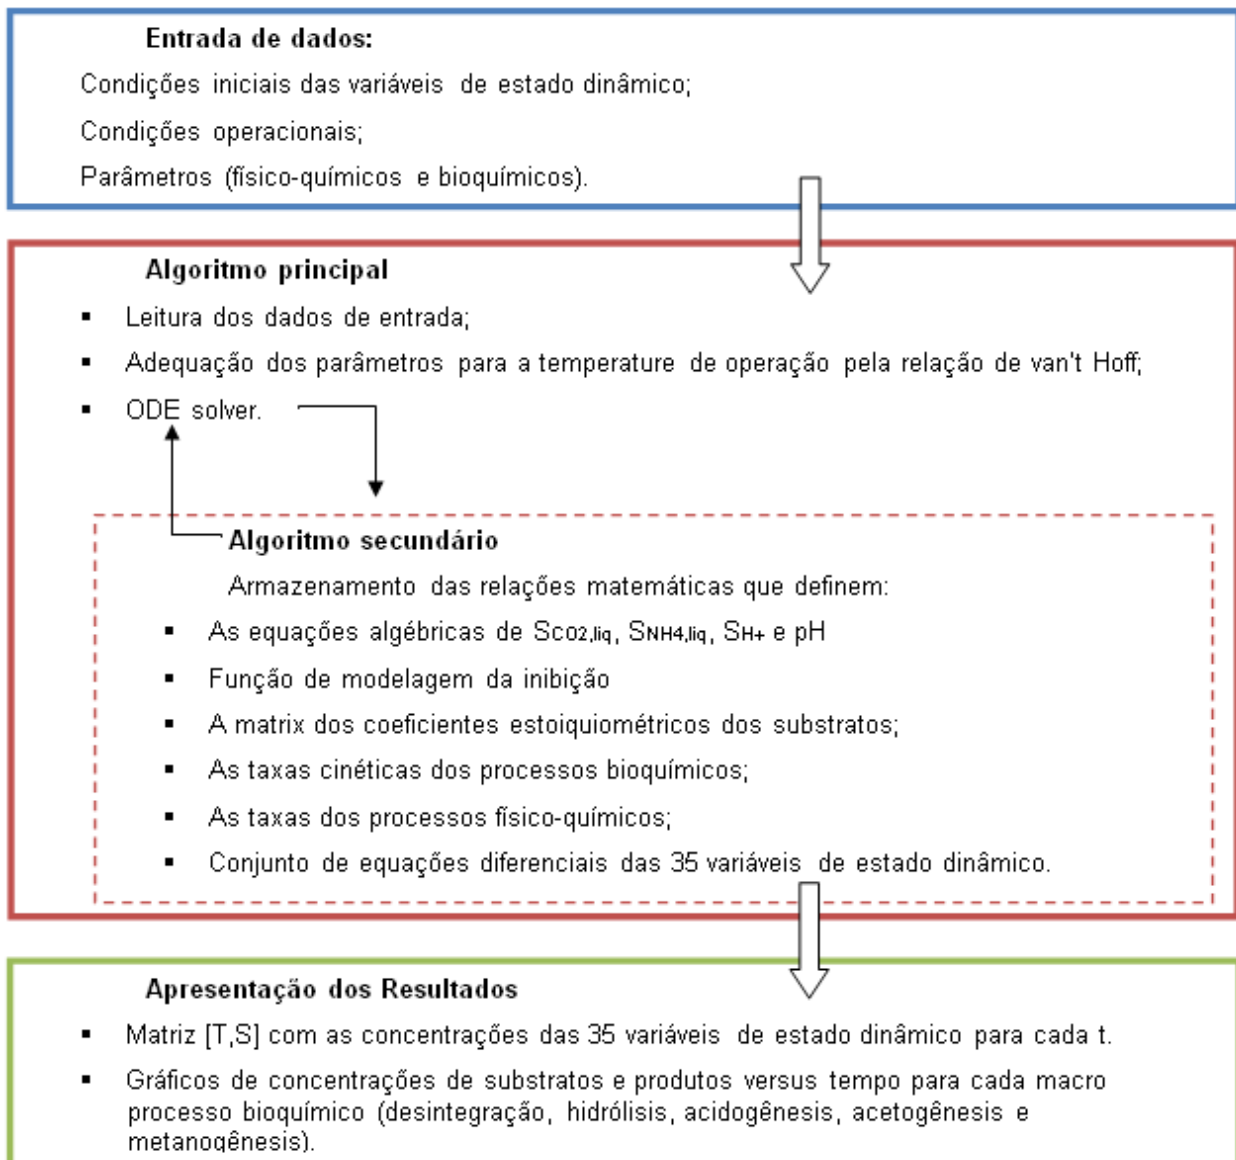 Entrada de dados:
Condições iniciais das variáveis de estado dinâmico;
Condições operacionais;
Parâmetros (físico-químicos e bioquímicos).
Algoritmo principal
▪ Leitura dos dados de entrada;
▪ Adequação dos parâmetros para a temperature de operação pela relação de van't Hoff;
▪ ODE solver.
Algoritmo secundário
Armazenamento das relações matemáticas que definem:
▪ As equações algébricas de Sco2,liq, SNH4,liq, SH+ e pH
▪ Função de modelagem da inibição
▪ A matrix dos coeficientes estoiquiométricos dos substratos;
▪ As taxas cinéticas dos processos bioquímicos;
▪ As taxas dos processos físico-químicos;
▪ Conjunto de equações diferenciais das 35 variáveis de estado dinâmico.
Apresentação dos Resultados
▪ Matriz [T,S] com as concentrações das 35 variáveis de estado dinâmico para cada t.
▪ Gráficos de concentrações de substratos e produtos versus tempo para cada macro
processo bioquímico (desintegração, hidrólisis, acidogênesis, acetogênesis e
metanogênesis).